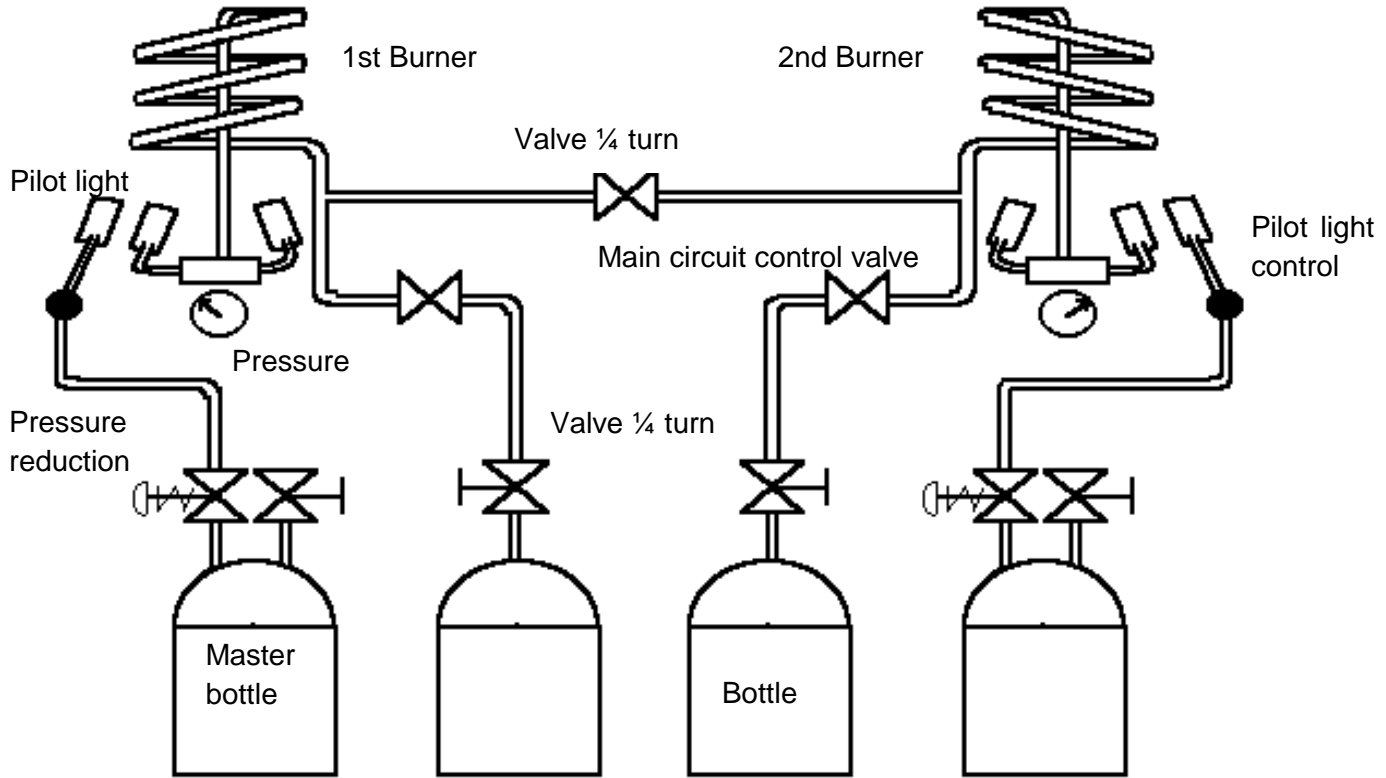 1st Burner
2nd Burner
Valve ¼ turn
Pilot light
Pilot light
control
Main circuit control valve
Pressure
Pressure
reduction
Valve ¼ turn
Master
bottle
Bottle